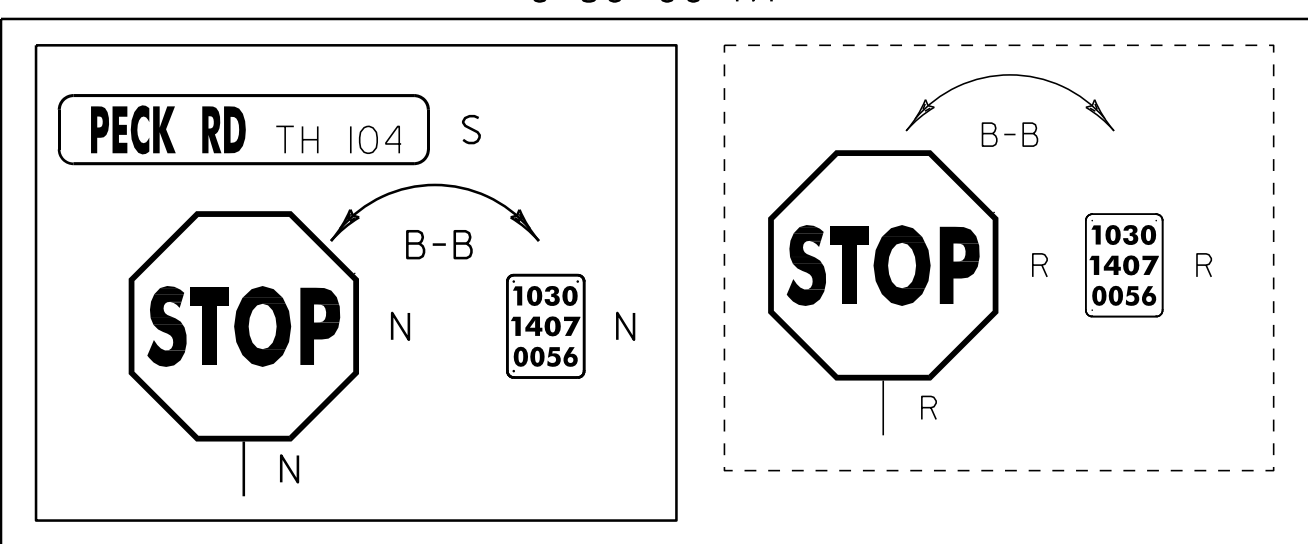 PECK RD TH 104 S
B-B
STOP N
1030
1407
0056
N
N
B-B
STOP R
1030
1407
0056
R
R